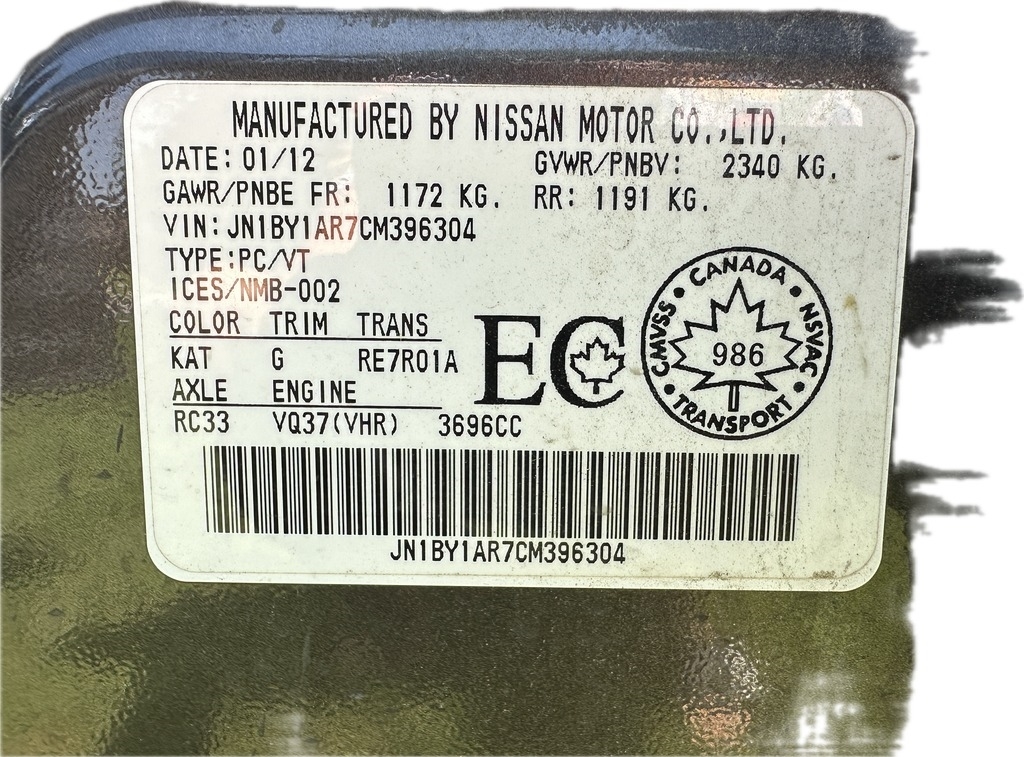 MANUFACTURED BY NISSAN MOTOR CO.,LTD.
DATE: 01/12 GVWR/PNBV: 2340 KG.
GAWR/PNBE FR: 1172 KG. RR: 1191 KG.
VIN: JN1BY1AR7CM396304
TYPE:PC/VT
ICES/NMB-002
COLOR TRIM TRANS
KAT G RE7R01A
AXLE ENGINE
RC33 VQ37(VHR) 3696CC
EC
CANADA
CMVSS • NSVAC
986
TRANSPORT
JN1BY1AR7CM396304